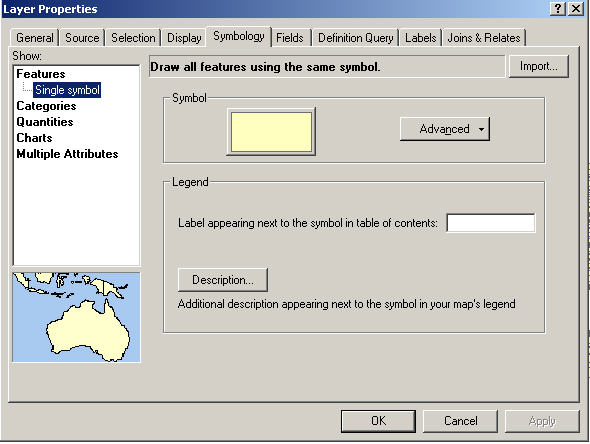 Layer Properties
General Source Selection Display Symbology Fields Definition Query Labels Joins & Relates
Show:
Features
Single symbol
Categories
Quantities
Charts
Multiple Attributes
Draw all features using the same symbol.
Import...
Symbol
Advanced
Legend
Label appearing next to the symbol in table of contents:
Description...
Additional description appearing next to the symbol in your map's legend
OK Cancel Apply